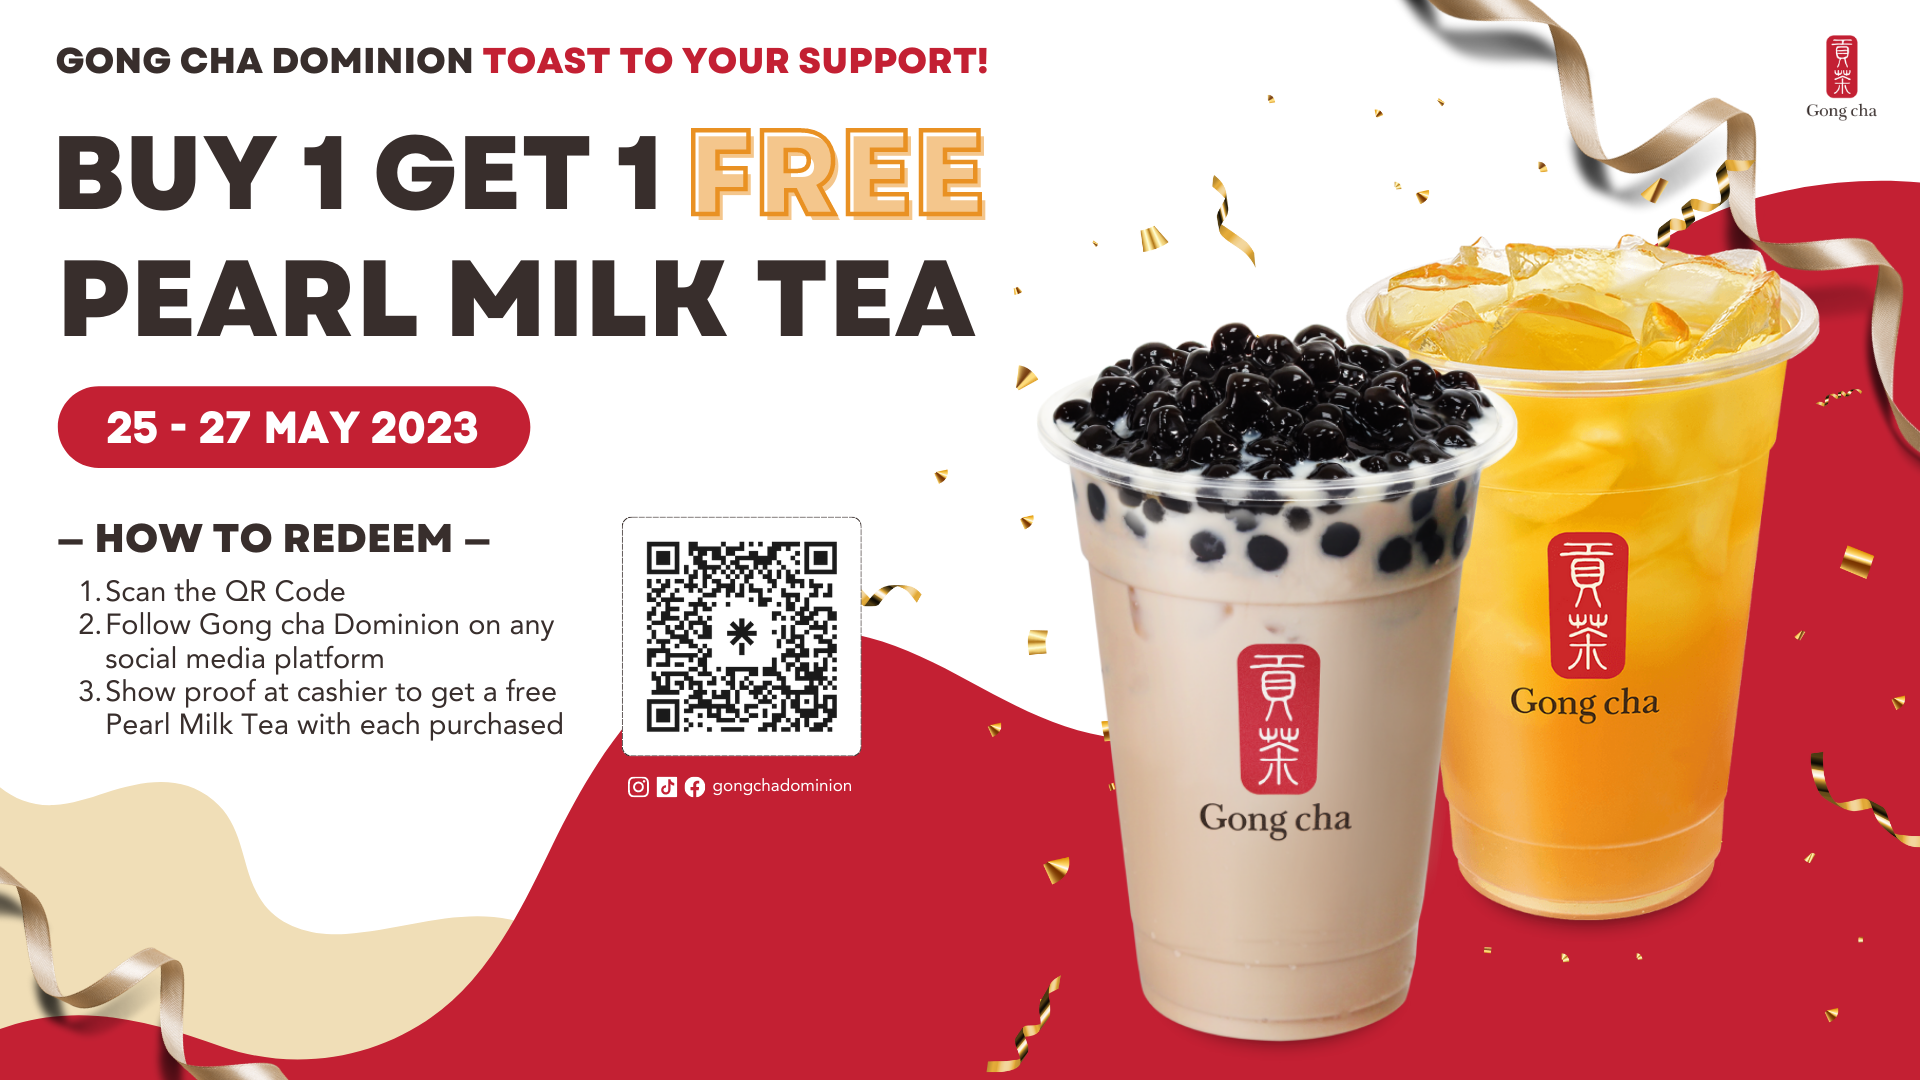 GONG CHA DOMINION TOAST TO YOUR SUPPORT!
貢茶
Gong cha
BUY 1 GET 1 FREE
PEARL MILK TEA
25 - 27 MAY 2023
– HOW TO REDEEM –
1. Scan the QR Code
2. Follow Gong cha Dominion on any
social media platform
3. Show proof at cashier to get a free
Pearl Milk Tea with each purchased
gongchadominion
貢茶
Gong cha
貢茶
Gong cha